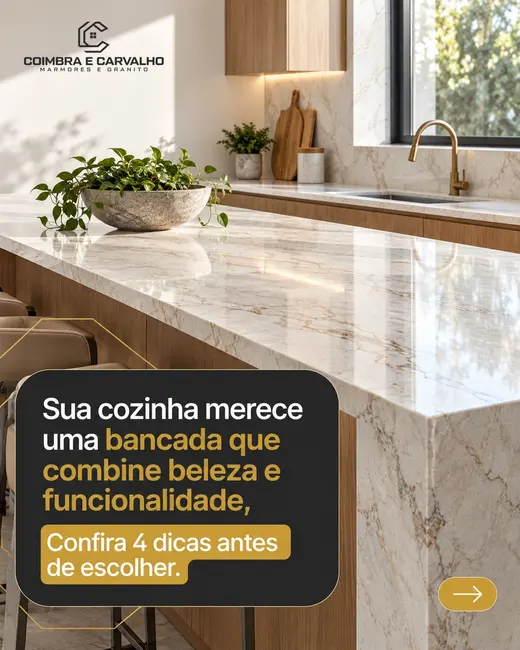 COIMBRA E CARVALHO
MARMORES E GRANITO
Sua cozinha merece
uma bancada que
combine beleza e
funcionalidade,
Confira 4 dicas antes
de escolher.